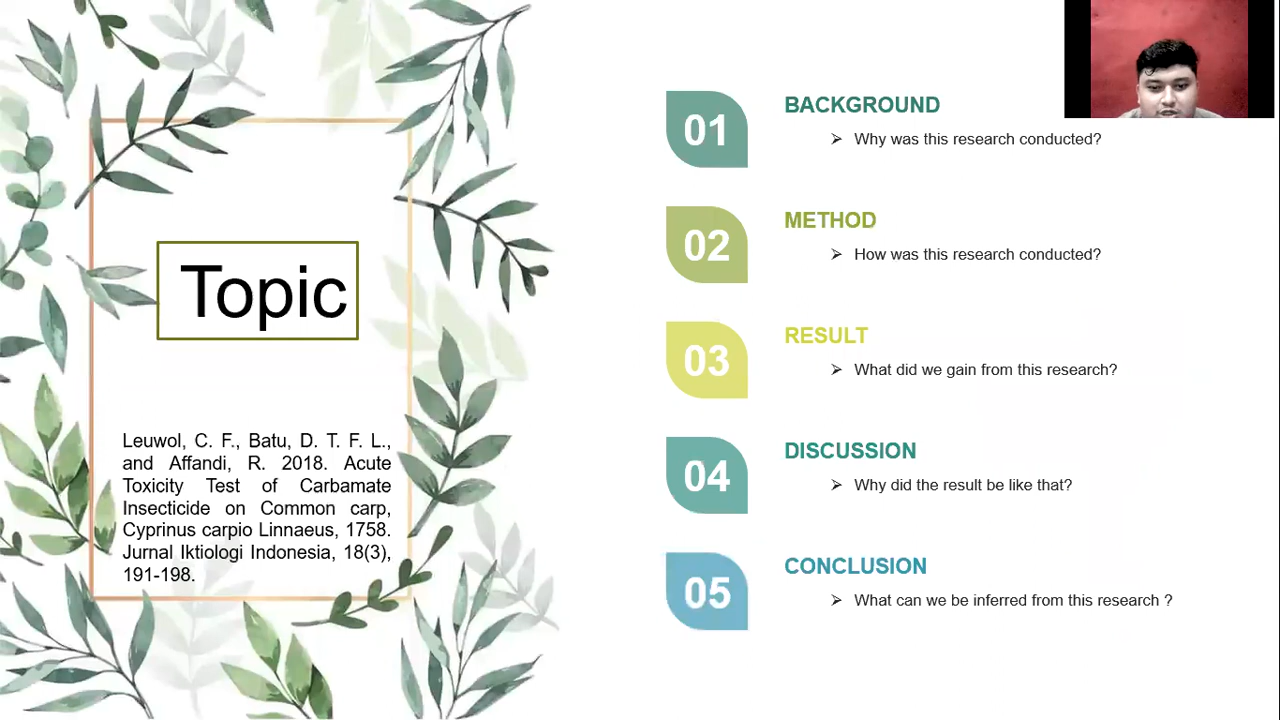 Topic
Leuwol, C. F., Batu, D. T. F. L.,
and Affandi, R. 2018. Acute
Toxicity Test of Carbamate
Insecticide on Common carp,
Cyprinus carpio Linnaeus, 1758.
Jurnal Iktiologi Indonesia, 18(3),
191-198.
01
BACKGROUND
Why was this research conducted?
02
METHOD
How was this research conducted?
03
RESULT
What did we gain from this research?
04
DISCUSSION
Why did the result be like that?
05
CONCLUSION
What can we be inferred from this research ?